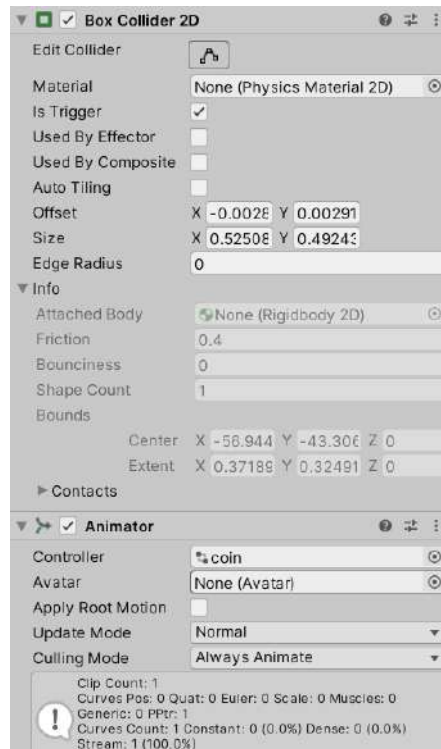 Box Collider 2D
Edit Collider
Material None (Physics Material 2D)
Is Trigger
Used By Effector
Used By Composite
Auto Tiling
Offset X -0.0028 Y 0.00291
Size X 0.52508 Y 0.49243
Edge Radius 0
Info
Attached Body None (Rigidbody 2D)
Friction 0.4
Bounciness 0
Shape Count 1
Bounds
Center X -56.944 Y -43.306 Z 0
Extent X 0.37189 Y 0.32491 Z 0
Contacts
Animator
Controller coin
Avatar None (Avatar)
Apply Root Motion
Update Mode Normal
Culling Mode Always Animate
Clip Count: 1
Curves Pos: 0 Quat: 0 Euler: 0 Scale: 0 Muscles: 0
Generic: 0 PPtr: 1
Curves Count: 1 Constant: 0 (0.0%) Dense: 0 (0.0%)
Stream: 1 (100.0%)